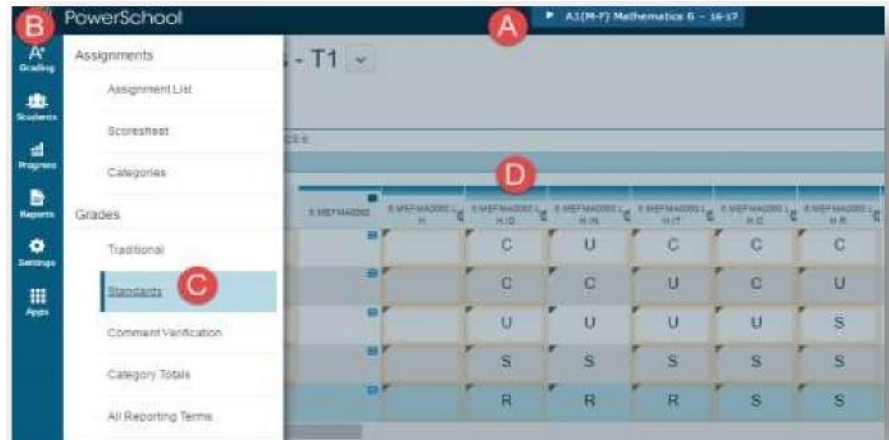 B
PowerSchool
A
A1(M-F) Mathematics 6 - 16-17
A+
Grading
Students
Progress
Reports
Settings
Apps
Assignments
Assignment List
Scoresheet
Categories
Grades
Traditional
Standards
C
Comment Verification
Category Totals
All Reporting Terms
- T1
D
C U C C C
C C U C U
U U U U S
S S S S S
R R R S S